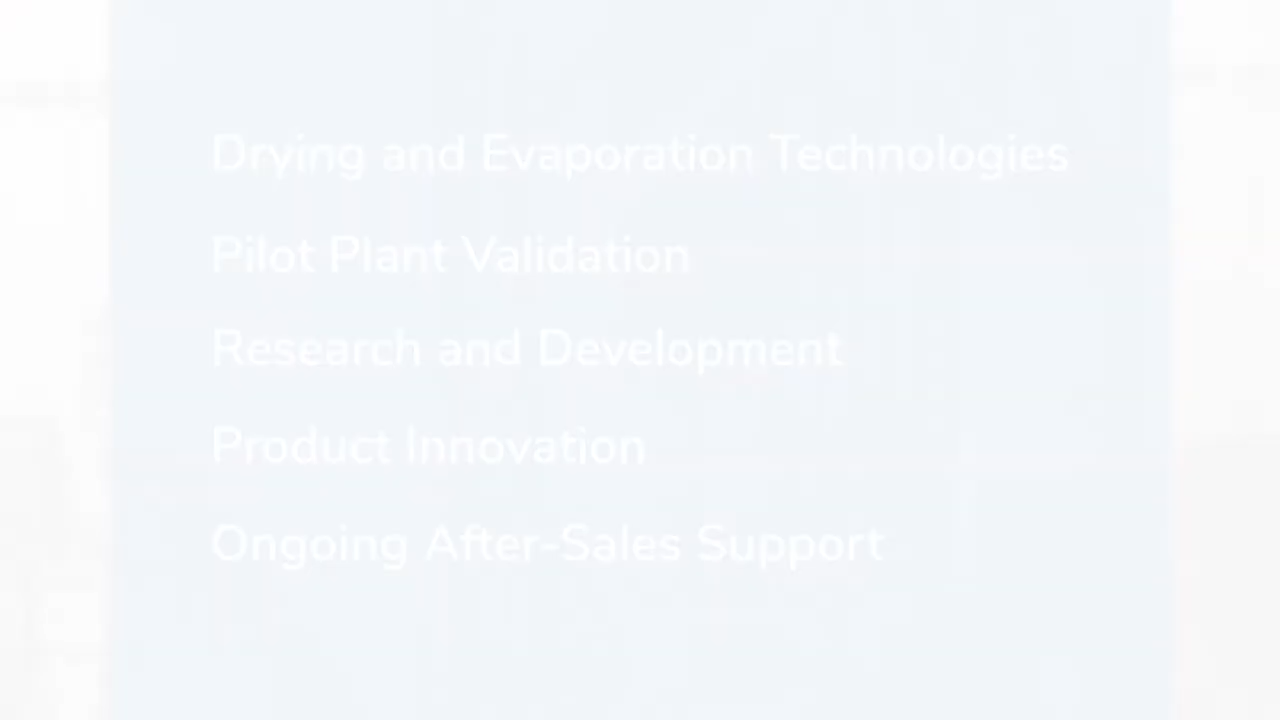 Drying and Evaporation Technologies
Pilot Plant Validation
Research and Development
Product Innovation
Ongoing After-Sales Support